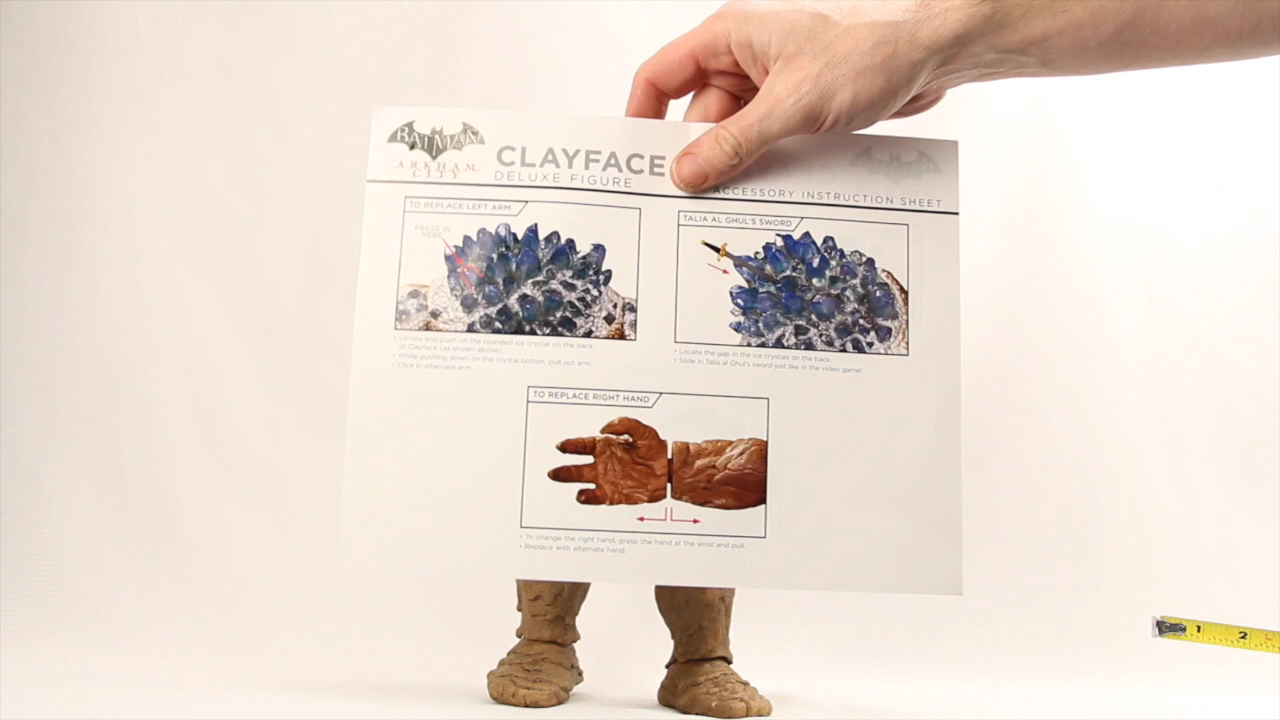 BATMAN
ARKHAM
CITY
CLAYFACE
DELUXE FIGURE
ACCESSORY INSTRUCTION SHEET
TO REPLACE LEFT ARM
PRESS IN
HERE
• Locate and push on the rounded ice crystal on the back
of Clayface (as shown above).
• While pushing down on the crystal button, pull out arm.
• Click in alternate arm.
TALIA AL GHUL'S SWORD
• Locate the gap in the ice crystals on the back.
• Slide in Talia al Ghul's sword just like in the video game!
TO REPLACE RIGHT HAND
• To change the right hand, grasp the hand at the wrist and pull.
• Replace with alternate hand.
1 2